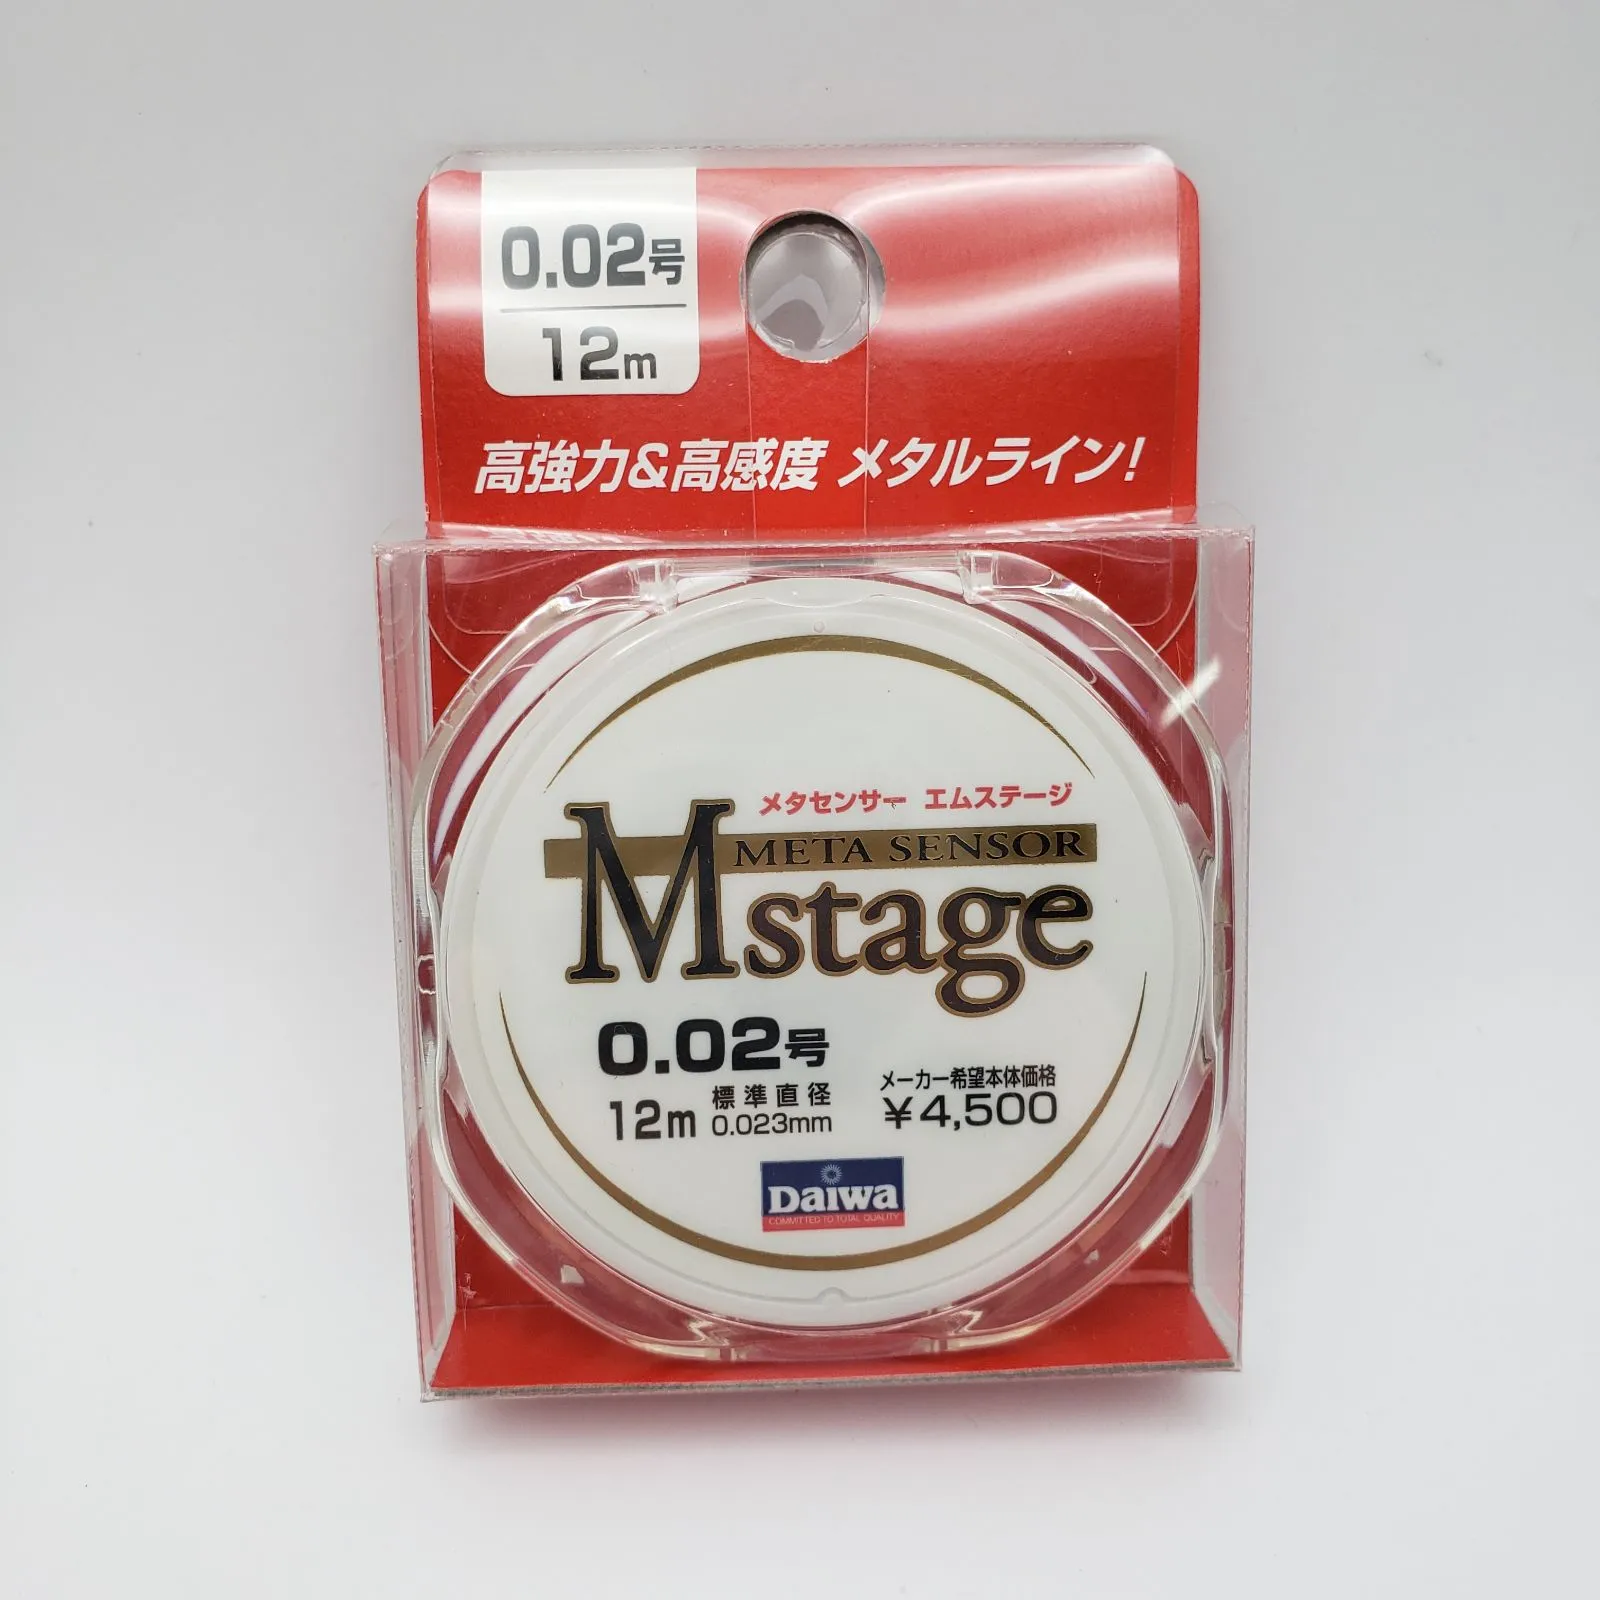 0.02号
12m
高強力&高感度 メタルライン!
メタセンサー エムステージ
META SENSOR
Mstage
0.02号
12m 標準直径 0.023mm
メーカー希望本体価格
¥4,500
Daiwa
COMMITTED TO TOTAL QUALITY